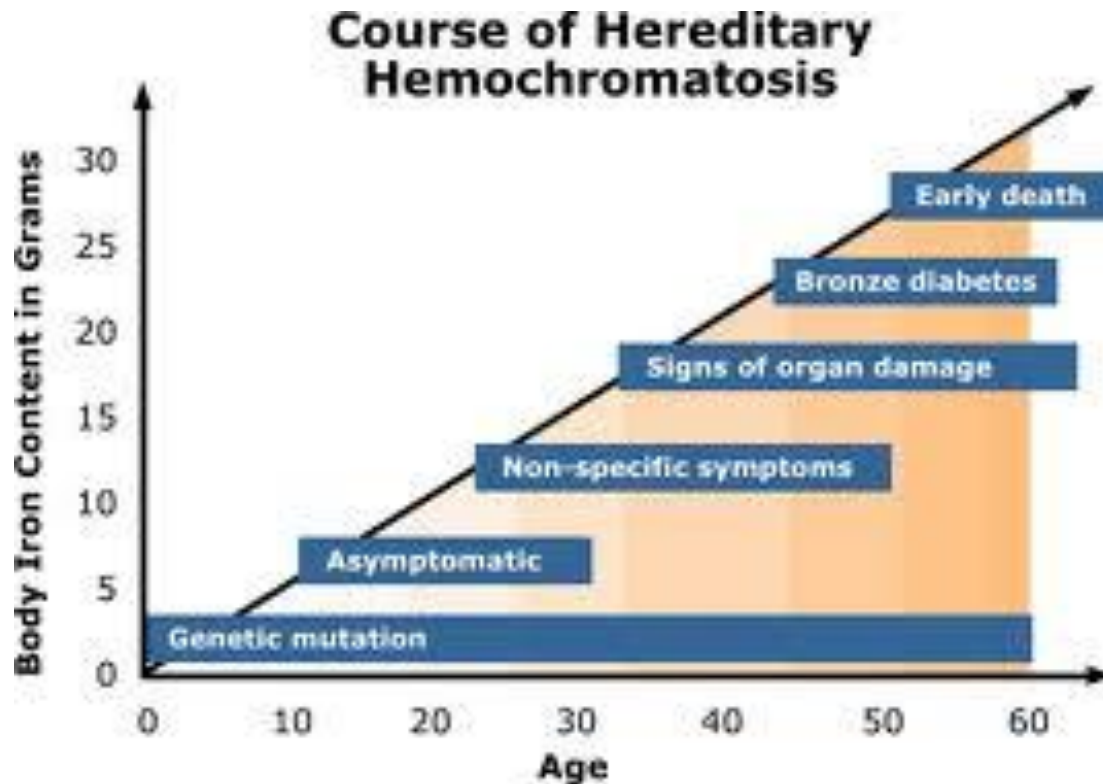 Course of Hereditary
Hemochromatosis
Body Iron Content in Grams
30
25
20
15
10
5
0
Early death
Bronze diabetes
Signs of organ damage
Non-specific symptoms
Asymptomatic
Genetic mutation
0 10 20 30 40 50 60
Age